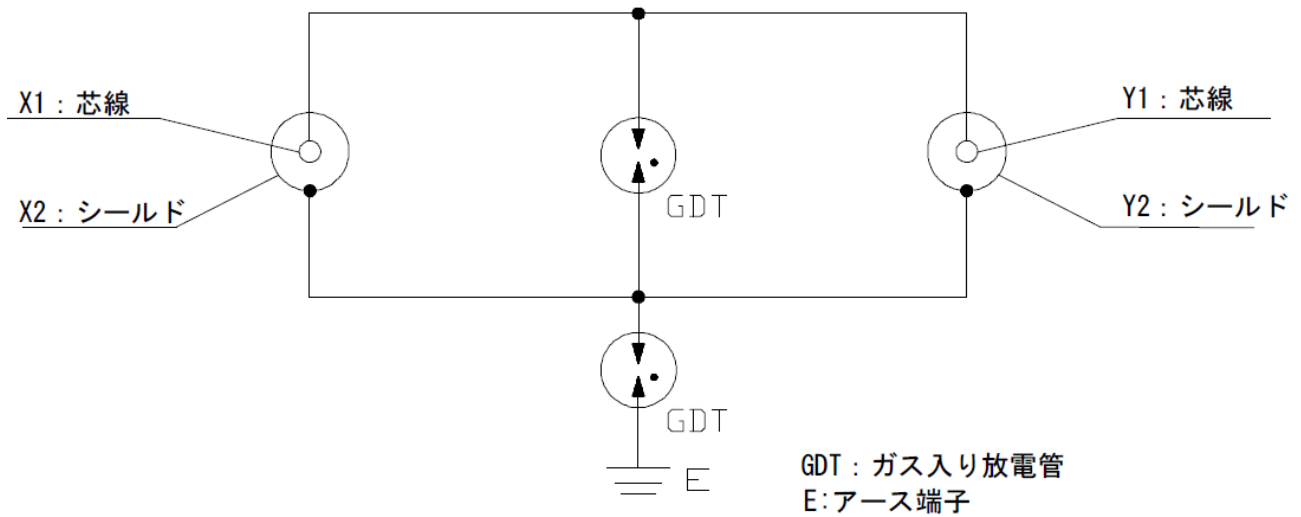 X1：芯線
Y1：芯線
X2：シールド
GDT
Y2：シールド
GDT
E
GDT：ガス入り放電管
E:アース端子